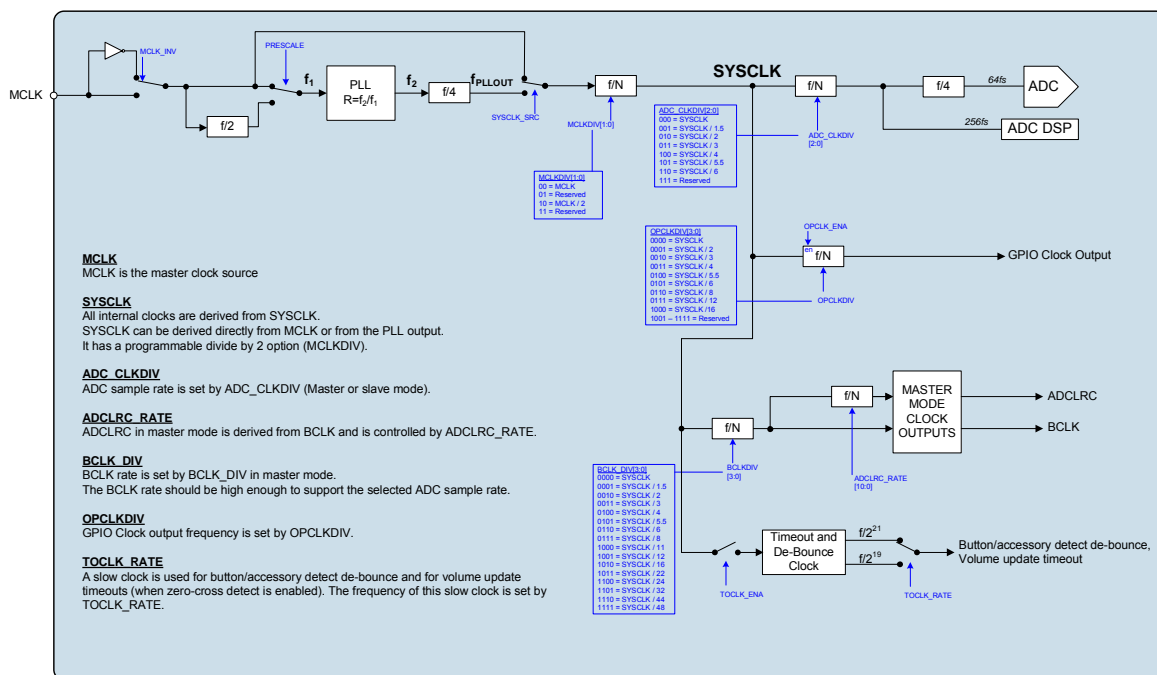 MCLK
MCLK_INV
PRESCALE
f/2
f1
PLL
R=f2/f1
f2
f/4
fPLLOUT
SYSCLK_SRC
f/N
MCLKDIV[1:0]
MCLKDIV[1:0]
00 = MCLK
01 = Reserved
10 = MCLK / 2
11 = Reserved
SYSCLK
f/N
ADC_CLKDIV
[2:0]
ADC_CLKDIV[2:0]
000 = SYSCLK
001 = SYSCLK / 1.5
010 = SYSCLK / 2
011 = SYSCLK / 3
100 = SYSCLK / 4
101 = SYSCLK / 5.5
110 = SYSCLK / 6
111 = Reserved
f/4
64fs
ADC
256fs
ADC DSP
OPCLKDIV[3:0]
0000 = SYSCLK
0001 = SYSCLK / 2
0010 = SYSCLK / 3
0011 = SYSCLK / 4
0100 = SYSCLK / 5.5
0101 = SYSCLK / 6
0110 = SYSCLK / 8
0111 = SYSCLK / 12
1000 = SYSCLK /16
1001 – 1111 = Reserved
OPCLK_ENA
en
f/N
OPCLKDIV
GPIO Clock Output
MCLK
MCLK is the master clock source
SYSCLK
All internal clocks are derived from SYSCLK.
SYSCLK can be derived directly from MCLK or from the PLL output.
It has a programmable divide by 2 option (MCLKDIV).
ADC_CLKDIV
ADC sample rate is set by ADC_CLKDIV (Master or slave mode).
ADCLRC_RATE
ADCLRC in master mode is derived from BCLK and is controlled by ADCLRC_RATE.
BCLK_DIV
BCLK rate is set by BCLK_DIV in master mode.
The BCLK rate should be high enough to support the selected ADC sample rate.
OPCLKDIV
GPIO Clock output frequency is set by OPCLKDIV.
TOCLK_RATE
A slow clock is used for button/accessory detect de-bounce and for volume update
timeouts (when zero-cross detect is enabled). The frequency of this slow clock is set by
TOCLK_RATE.
f/N
BCLKDIV
[3:0]
f/N
ADCLRC_RATE
[10:0]
MASTER
MODE
CLOCK
OUTPUTS
ADCLRC
BCLK
BCLK_DIV[3:0]
0000 = SYSCLK
0001 = SYSCLK / 1.5
0010 = SYSCLK / 2
0011 = SYSCLK / 3
0100 = SYSCLK / 4
0101 = SYSCLK / 5.5
0110 = SYSCLK / 6
0111 = SYSCLK / 8
1000 = SYSCLK / 11
1001 = SYSCLK / 12
1010 = SYSCLK / 16
1011 = SYSCLK / 22
1100 = SYSCLK / 24
1101 = SYSCLK / 32
1110 = SYSCLK / 44
1111 = SYSCLK / 48
TOCLK_ENA
Timeout and
De-Bounce
Clock
f/2^21
f/2^19
TOCLK_RATE
Button/accessory detect de-bounce,
Volume update timeout